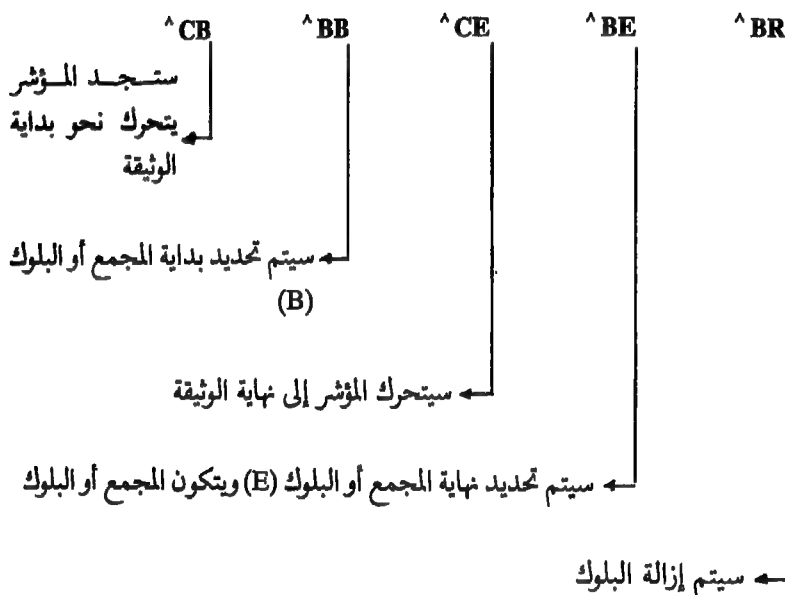 ^CB ^BB ^CE ^BE ^BR
ستجد المؤشر
يتحرك نحو بداية
الوثيقة
سيتم تحديد بداية المجمع أو البلوك
(B)
سيتحرك المؤشر إلى نهاية الوثيقة
سيتم تحديد نهاية المجمع أو البلوك (E) ويتكون المجمع أو البلوك
سيتم إزالة البلوك